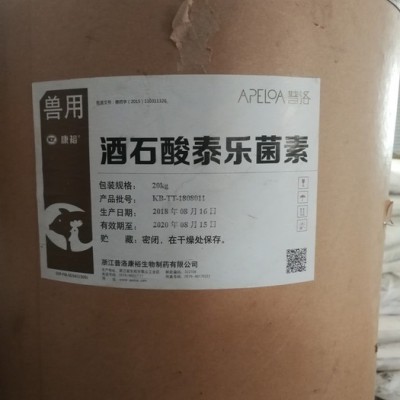 兽用
康裕
APELOA 普洛
酒石酸泰乐菌素
包装规格: 20kg
产品批号: KB-TT-1808011
生产日期: 2018年08月16日
有效期至: 2020年08月15日
贮 藏: 密闭, 在干燥处保存。
浙江普洛康裕生物制药有限公司